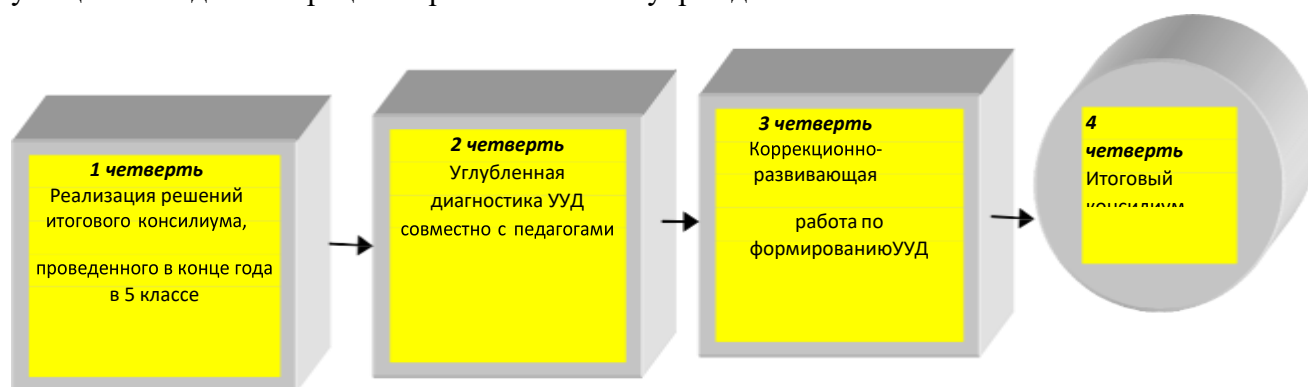 1 четверть
Реализация решений
итогового консилиума,
проведенного в конце года
в 5 классе
2 четверть
Углубленная
диагностика УУД
совместно с педагогами
3 четверть
Коррекционно-
развивающая
работа по
формированиюУУД
4
четверть
Итоговый
консилиум